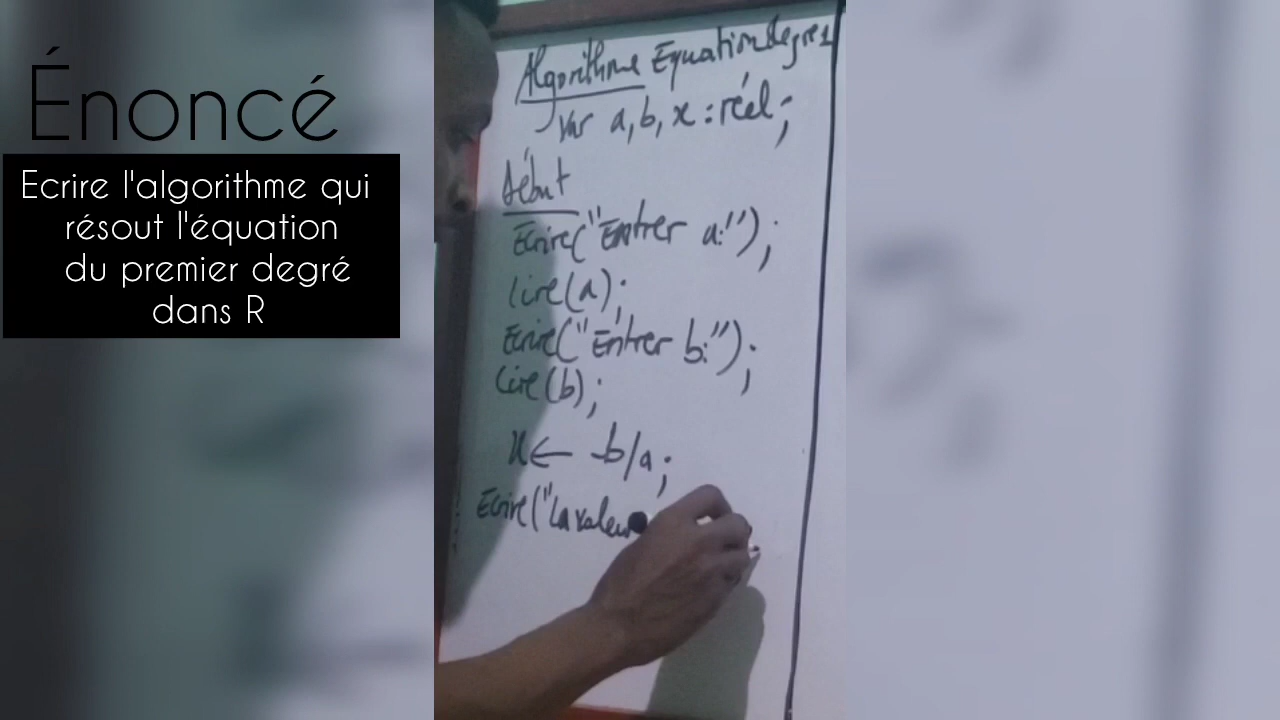 Énoncé
Ecrire l'algorithme qui
résout l'équation
du premier degré
dans R
Algorithme Equationdegre1
Var a, b, x : réel ;
Début
Ecrire("Entrer a:");
lire(a);
Ecrire("Entrer b:");
Lire(b);
x ← -b/a ;
Ecrire("La valeu